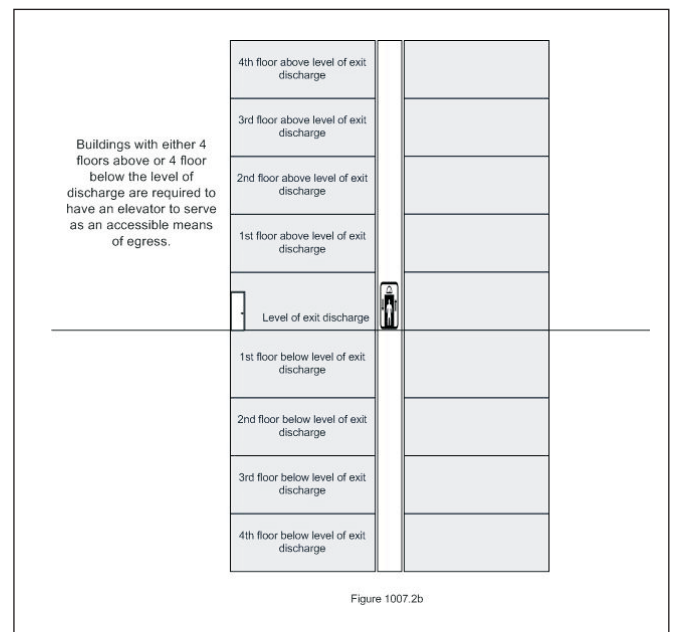 4th floor above level of exit
discharge
3rd floor above level of exit
discharge
Buildings with either 4
floors above or 4 floor
below the level of
discharge are required to
have an elevator to serve
as an accessible means
of egress.
2nd floor above level of exit
discharge
1st floor above level of exit
discharge
Level of exit discharge
1st floor below level of exit
discharge
2nd floor below level of exit
discharge
3rd floor below level of exit
discharge
4th floor below level of exit
discharge
Figure 1007.2b